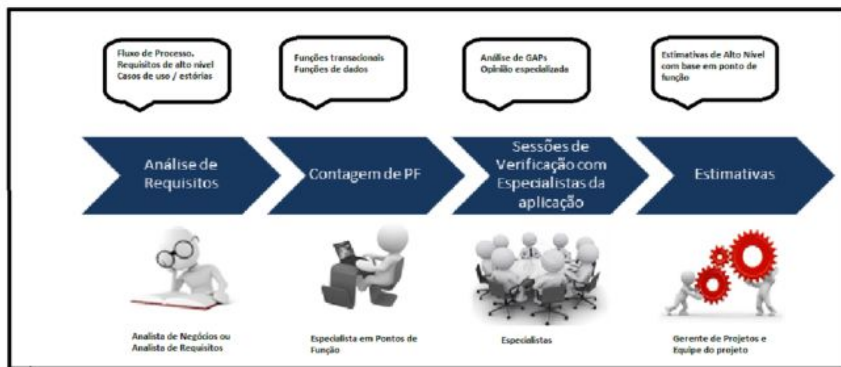 Fluxo de Processo.
Requisitos de alto nível
Casos de uso / estórias
Funções transacionais
Funções de dados
Análise de GAPs
Opinião especializada
Estimativas de Alto Nível
com base em ponto de
função
Análise de
Requisitos
Contagem de PF
Sessões de
Verificação com
Especialistas da
aplicação
Estimativas
Analista de Negócios ou
Analista de Requisitos
Especialista em Pontos de
Função
Especialistas
Gerente de Projetos e
Equipe do projeto